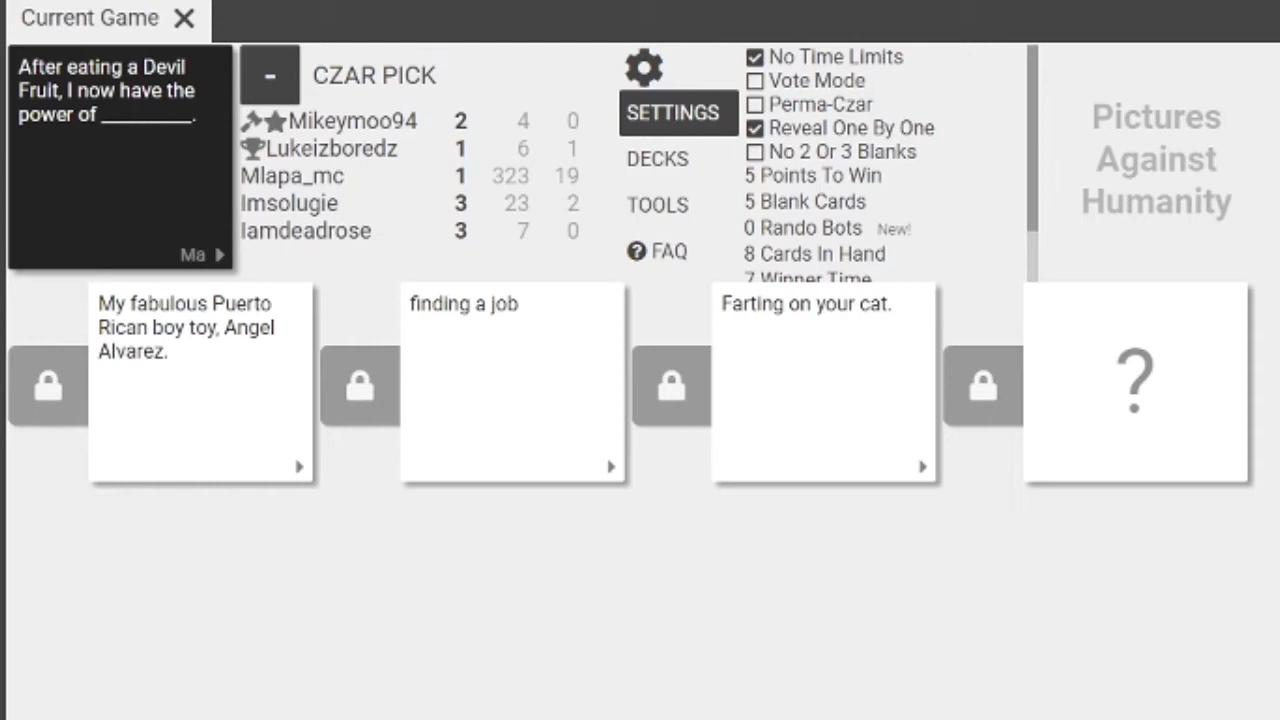 Current Game
After eating a Devil
Fruit, I now have the
power of _________.
Ma
-
CZAR PICK
Mikeymoo94 2 4 0
Lukeizboredz 1 6 1
Mlapa_mc 1 323 19
Imsolugie 3 23 2
Iamdeadrose 3 7 0
SETTINGS
DECKS
TOOLS
? FAQ
No Time Limits
Vote Mode
Perma-Czar
Reveal One By One
No 2 Or 3 Blanks
5 Points To Win
5 Blank Cards
0 Rando Bots New!
8 Cards In Hand
7 Winner Time
Pictures
Against
Humanity
My fabulous Puerto
Rican boy toy, Angel
Alvarez.
finding a job
Farting on your cat.
?